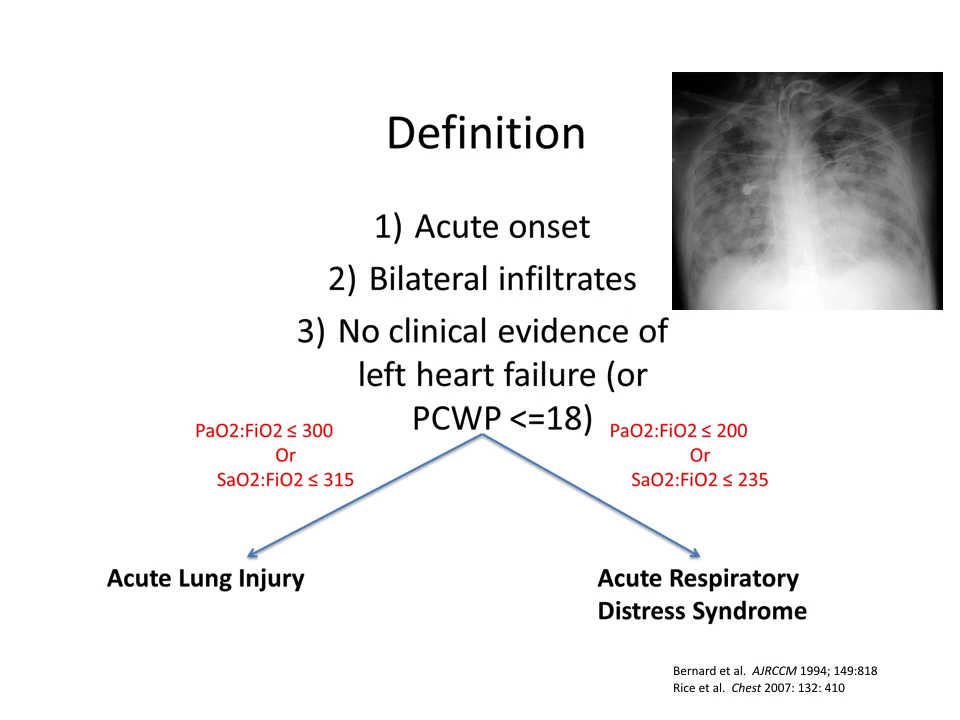 Definition
1) Acute onset
2) Bilateral infiltrates
3) No clinical evidence of
left heart failure (or
PCWP <=18)
PaO2:FiO2 ≤ 300
Or
SaO2:FiO2 ≤ 315
PaO2:FiO2 ≤ 200
Or
SaO2:FiO2 ≤ 235
Acute Lung Injury
Acute Respiratory
Distress Syndrome
Bernard et al. AJRCCM 1994; 149:818
Rice et al. Chest 2007: 132: 410